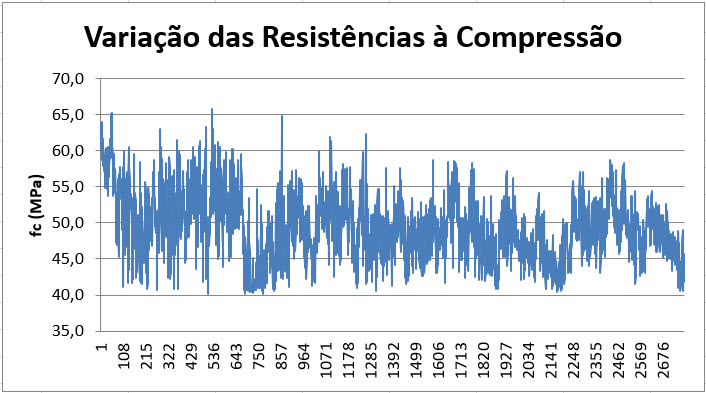 Variação das Resistências à Compressão
fc (MPa)
70,0
65,0
60,0
55,0
50,0
45,0
40,0
35,0
1 108 215 322 429 536 643 750 857 964 1071 1178 1285 1392 1499 1606 1713 1820 1927 2034 2141 2248 2355 2462 2569 2676